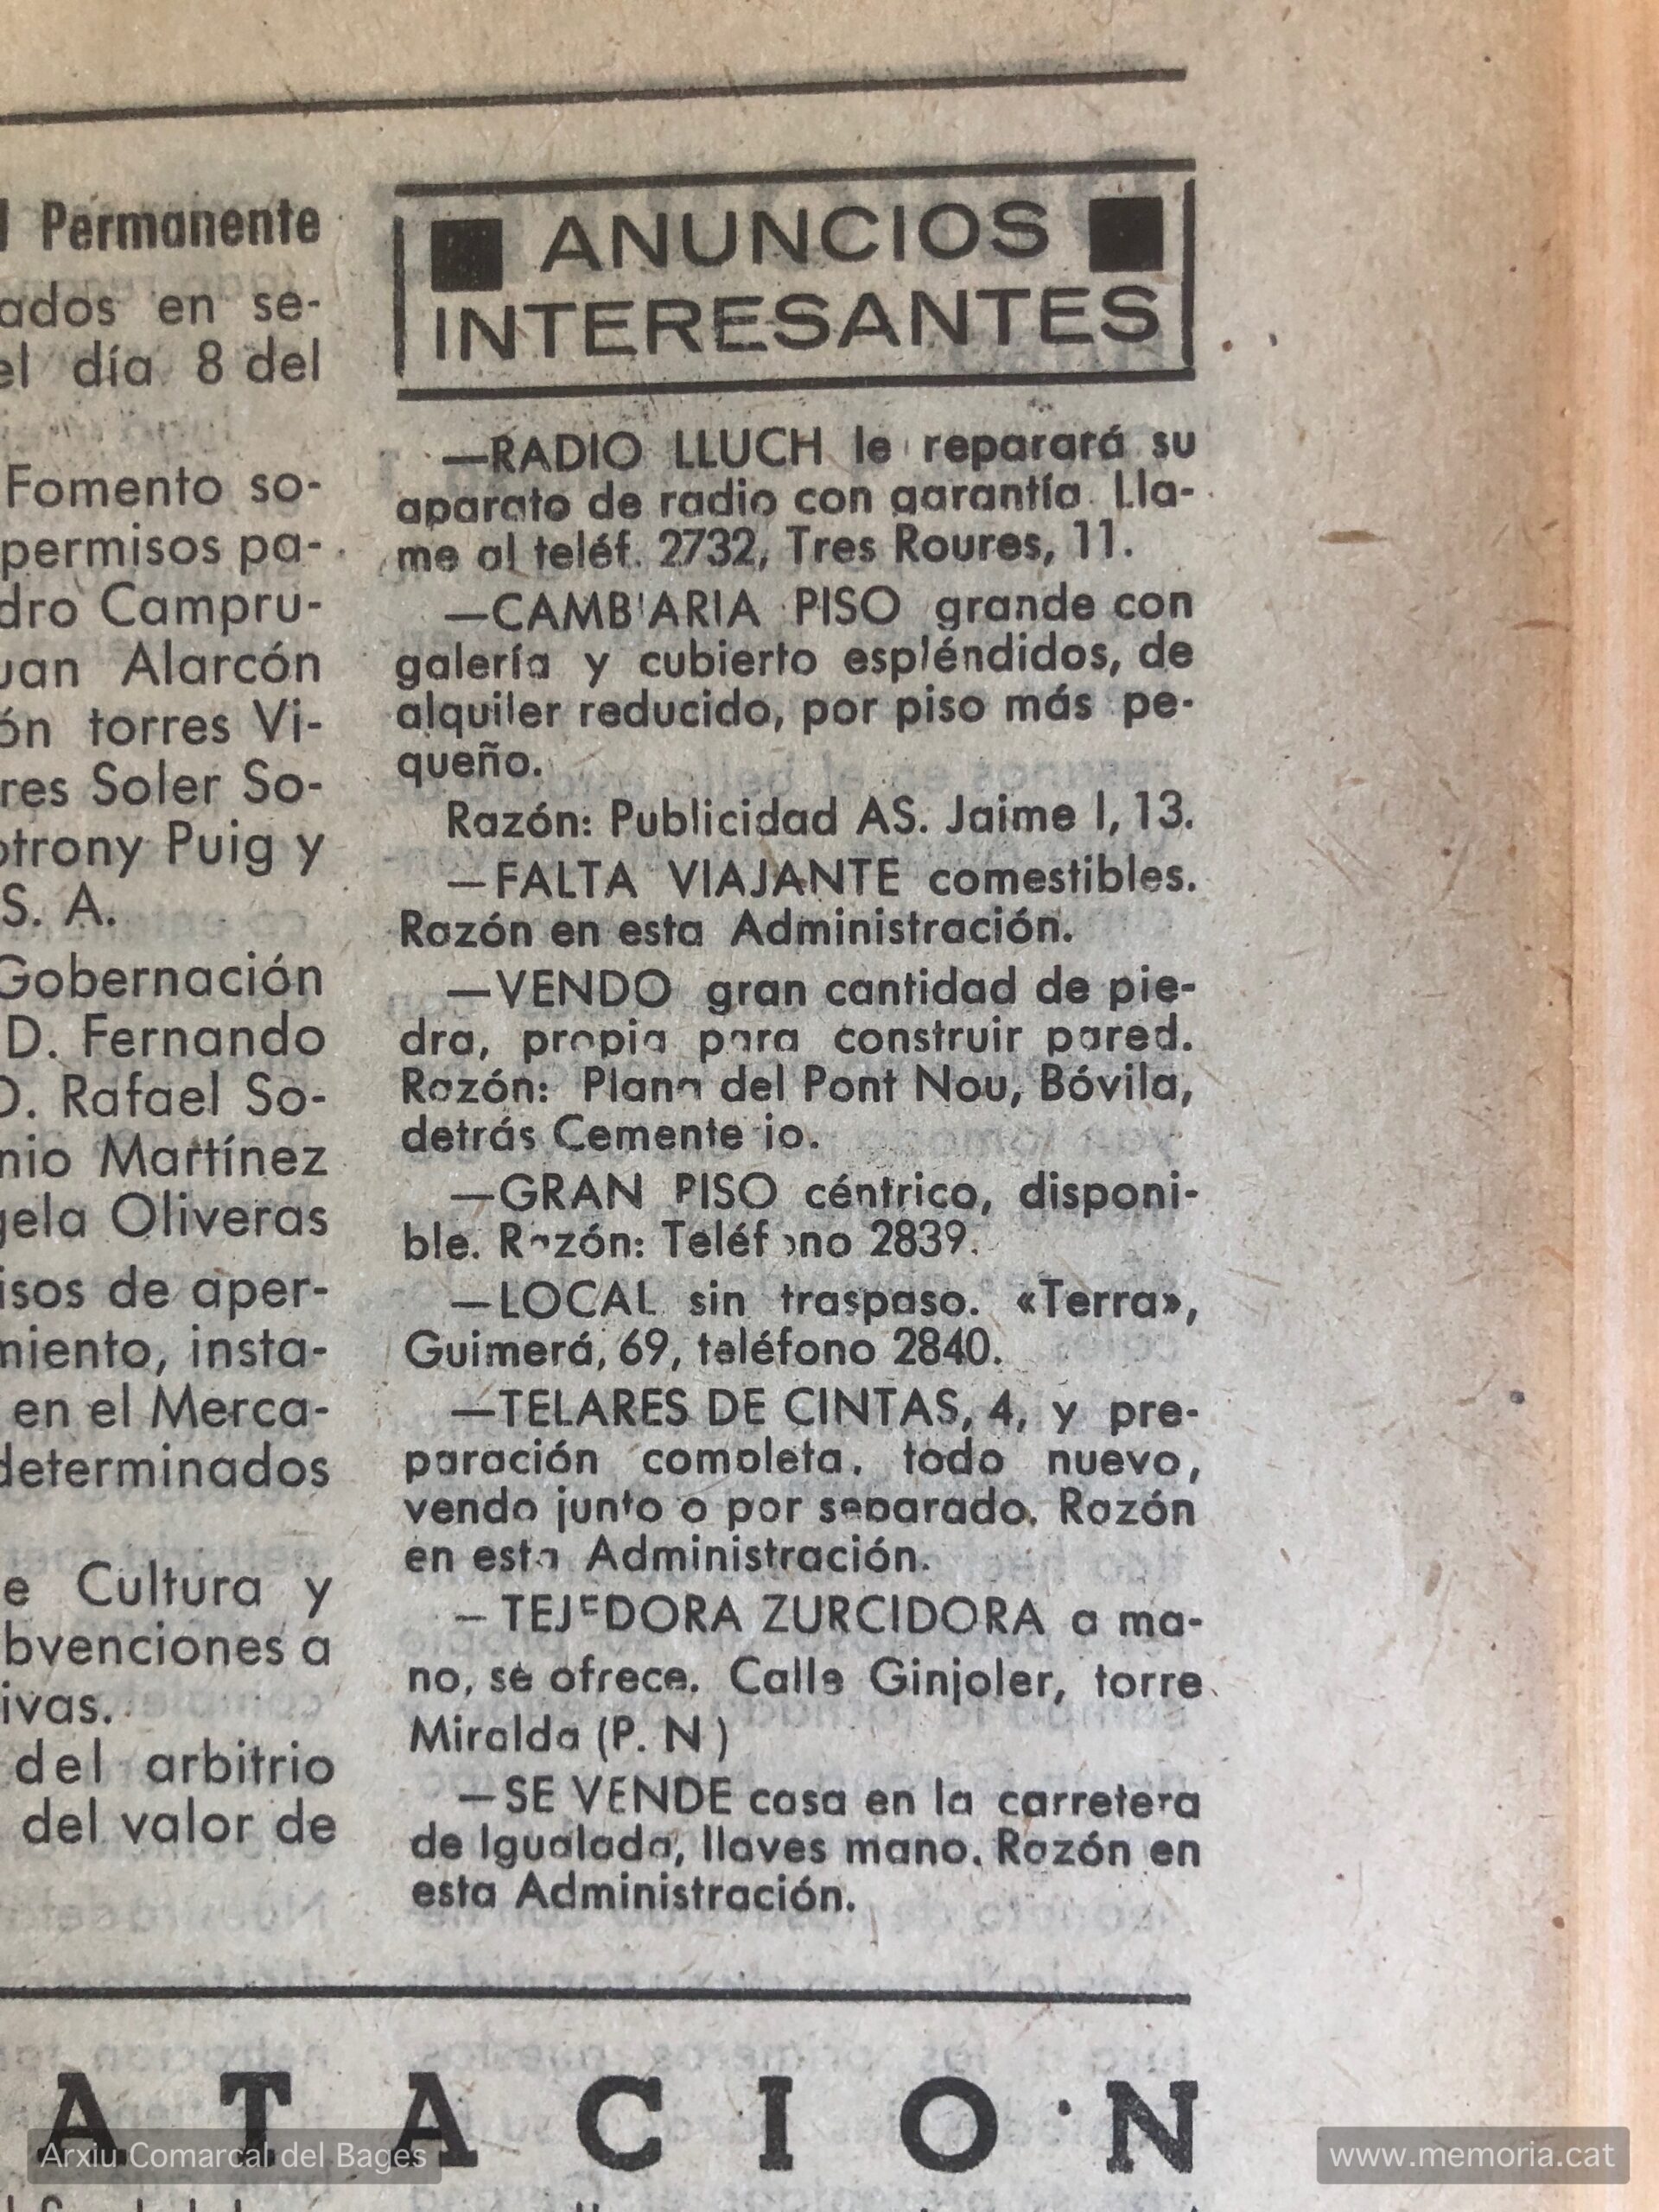 Permanente
ados en se-
el día 8 del
Fomento so-
permisos pa-
dro Campru-
uan Alarcón
ón torres Vi-
res Soler So-
otrony Puig y
S. A.
Gobernación
D. Fernando
D. Rafael So-
nio Martínez
gela Oliveras
isos de aper-
miento, insta-
en el Merca-
determinados
e Cultura y
bvenciones a
ivas.
del arbitrio
del valor de
ANUNCIOS
INTERESANTES
—RADIO LLUCH le reparará su
aparato de radio con garantía. Lla-
me al teléf. 2732, Tres Roures, 11.
—CAMBIARIA PISO grande con
galería y cubierto espléndidos, de
alquiler reducido, por piso más pe-
queño.
Razón: Publicidad AS. Jaime I, 13.
—FALTA VIAJANTE comestibles.
Razón en esta Administración.
—VENDO gran cantidad de pie-
dra, propia para construir pared.
Razón: Plana del Pont Nou, Bóvila,
detrás Cemente io.
—GRAN PISO céntrico, disponi-
ble. Razón: Teléfono 2839.
—LOCAL sin traspaso. «Terra»,
Guimerá, 69, teléfono 2840.
—TELARES DE CINTAS, 4, y pre-
paración completa, todo nuevo,
vendo junto o por separado. Razón
en esta Administración.
—TEJEDORA ZURCIDORA a ma-
no, se ofrece. Calle Ginjoler, torre
Miralda (P. N )
—SE VENDE casa en la carretera
de Igualada, llaves mano. Razón en
esta Administración.
ATACION
Arxiu Comarcal del Bages
www.memoria.cat